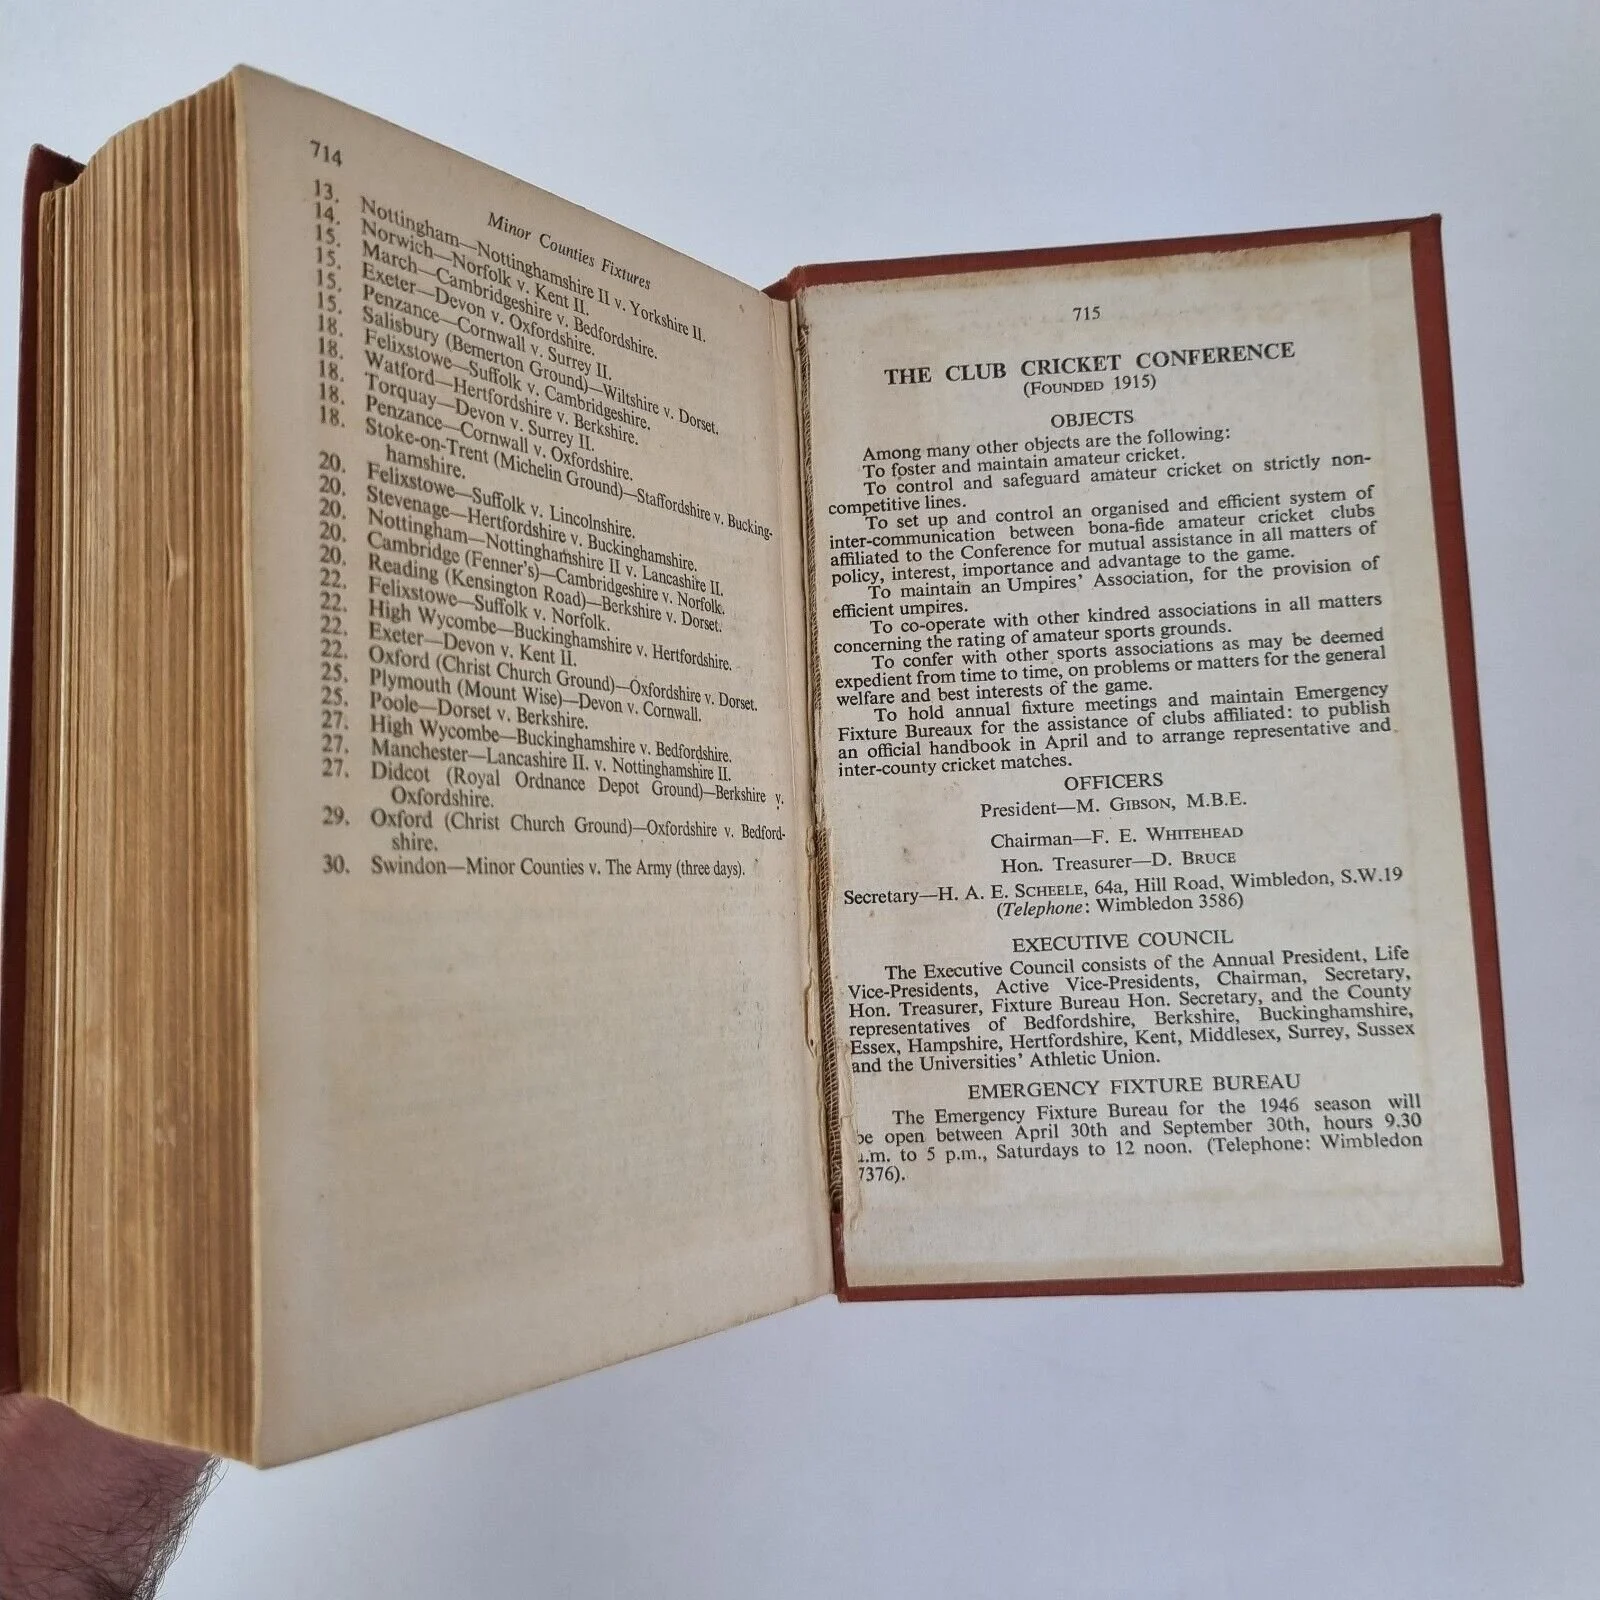 714
Minor Counties Fixtures
13. Nottingham—Nottinghamshire II v. Yorkshire II.
14. Norwich—Norfolk v. Kent II.
15. March—Cambridgeshire v. Bedfordshire.
15. Exeter—Devon v. Oxfordshire.
15. Penzance—Cornwall v. Surrey II.
15. Salisbury (Bemerton Ground)—Wiltshire v. Dorset.
18. Felixstowe—Suffolk v. Cambridgeshire.
18. Watford—Hertfordshire v. Berkshire.
18. Torquay—Devon v. Surrey II.
18. Penzance—Cornwall v. Oxfordshire.
18. Stoke-on-Trent (Michelin Ground)—Staffordshire v. Bucking-
hamshire.
20. Felixstowe—Suffolk v. Lincolnshire.
20. Stevenage—Hertfordshire v. Buckinghamshire.
20. Nottingham—Nottinghamshire II v. Lancashire II.
20. Cambridge (Fenner's)—Cambridgeshire v. Norfolk.
20. Reading (Kensington Road)—Berkshire v. Dorset.
22. Felixstowe—Suffolk v. Norfolk.
22. High Wycombe—Buckinghamshire v. Hertfordshire.
22. Exeter—Devon v. Kent II.
22. Oxford (Christ Church Ground)—Oxfordshire v. Dorset.
25. Plymouth (Mount Wise)—Devon v. Cornwall.
25. Poole—Dorset v. Berkshire.
27. High Wycombe—Buckinghamshire v. Bedfordshire.
27. Manchester—Lancashire II. v. Nottinghamshire II.
27. Didcot (Royal Ordnance Depot Ground)—Berkshire v.
Oxfordshire.
29. Oxford (Christ Church Ground)—Oxfordshire v. Bedford-
shire.
30. Swindon—Minor Counties v. The Army (three days).
715
THE CLUB CRICKET CONFERENCE
(FOUNDED 1915)
OBJECTS
Among many other objects are the following:
To foster and maintain amateur cricket.
To control and safeguard amateur cricket on strictly non-
competitive lines.
To set up and control an organised and efficient system of
inter-communication between bona-fide amateur cricket clubs
affiliated to the Conference for mutual assistance in all matters of
policy, interest, importance and advantage to the game.
To maintain an Umpires' Association, for the provision of
efficient umpires.
To co-operate with other kindred associations in all matters
concerning the rating of amateur sports grounds.
To confer with other sports associations as may be deemed
expedient from time to time, on problems or matters for the general
welfare and best interests of the game.
To hold annual fixture meetings and maintain Emergency
Fixture Bureaux for the assistance of clubs affiliated: to publish
an official handbook in April and to arrange representative and
inter-county cricket matches.
OFFICERS
President—M. GIBSON, M.B.E.
Chairman—F. E. WHITEHEAD
Hon. Treasurer—D. BRUCE
Secretary—H. A. E. SCHEELE, 64a, Hill Road, Wimbledon, S.W.19
(Telephone: Wimbledon 3586)
EXECUTIVE COUNCIL
The Executive Council consists of the Annual President, Life
Vice-Presidents, Active Vice-Presidents, Chairman, Secretary,
Hon. Treasurer, Fixture Bureau Hon. Secretary, and the County
representatives of Bedfordshire, Berkshire, Buckinghamshire,
Essex, Hampshire, Hertfordshire, Kent, Middlesex, Surrey, Sussex
and the Universities' Athletic Union.
EMERGENCY FIXTURE BUREAU
The Emergency Fixture Bureau for the 1946 season will
be open between April 30th and September 30th, hours 9.30
a.m. to 5 p.m., Saturdays to 12 noon. (Telephone: Wimbledon
7376).